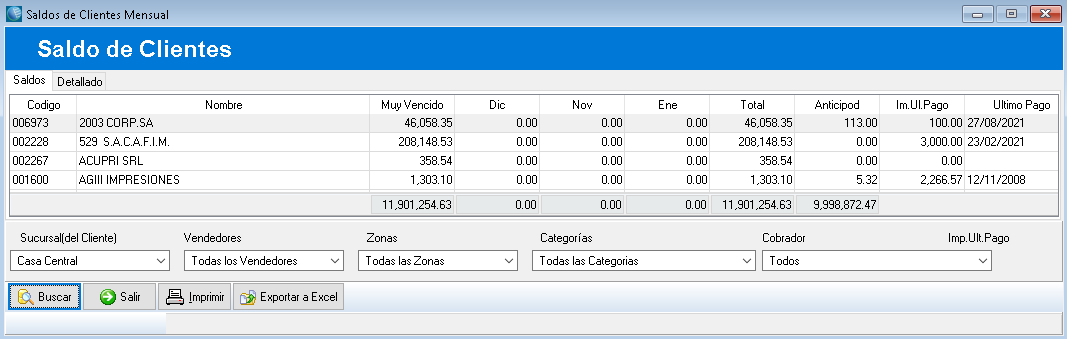 Saldos de Clientes Mensual
Saldo de Clientes
Saldos Detallado
Codigo Nombre Muy Vencido Dic Nov Ene Total Anticipod Im.Ul.Pago Ultimo Pago
006973 2003 CORP.SA 46,058.35 0.00 0.00 0.00 46,058.35 113.00 100.00 27/08/2021
002228 529 S.A.C.A.F.I.M. 208,148.53 0.00 0.00 0.00 208,148.53 0.00 3,000.00 23/02/2021
002267 ACUPRI SRL 358.54 0.00 0.00 0.00 358.54 0.00 0.00
001600 AGIII IMPRESIONES 1,303.10 0.00 0.00 0.00 1,303.10 5.32 2,266.57 12/11/2008
11,901,254.63 0.00 0.00 0.00 11,901,254.63 9,998,872.47
Sucursal(del Cliente) Vendedores Zonas Categorías Cobrador Imp.Ult.Pago
Casa Central Todas los Vendedores Todas las Zonas Todas las Categorias Todos
Buscar Salir Imprimir Exportar a Excel